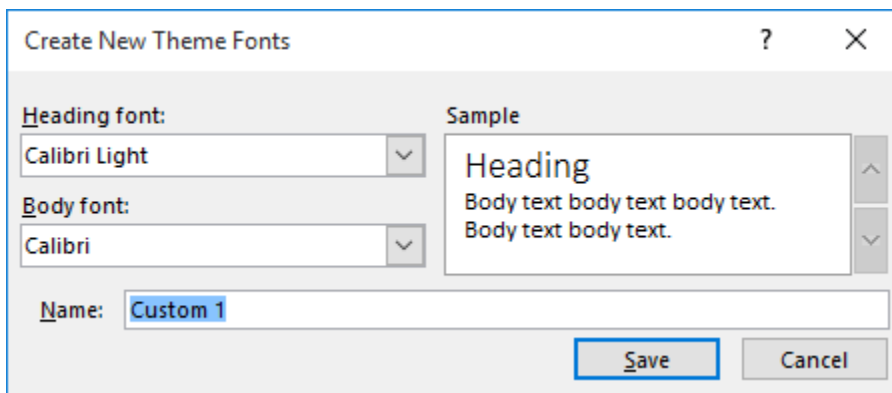 Create New Theme Fonts ?
Heading font:
Calibri Light
Body font:
Calibri
Sample
Heading
Body text body text body text.
Body text body text.
Name: Custom 1
Save Cancel